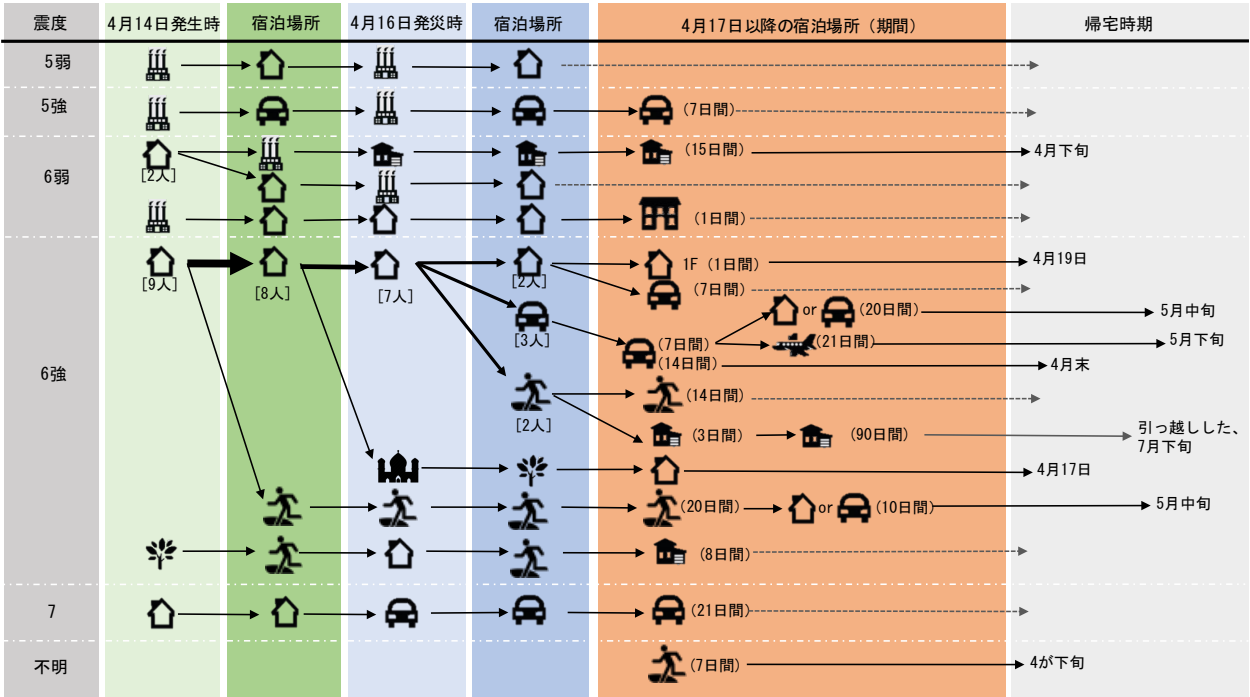 震度 4月14日発生時 宿泊場所 4月16日発災時 宿泊場所 4月17日以降の宿泊場所（期間） 帰宅時期
5弱
5強 (7日間)
[2人] (15日間) 4月下旬
6弱
(1日間)
[9人] [8人] [7人] [2人] 1F (1日間) 4月19日
(7日間)
or (20日間) 5月中旬
[3人] (7日間) (21日間) 5月下旬
(14日間) 4月末
6強
[2人] (14日間)
(3日間) (90日間) 引っ越しした、
7月下旬
4月17日
(20日間) or (10日間) 5月中旬
(8日間)
7 (21日間)
不明 (7日間) 4が下旬